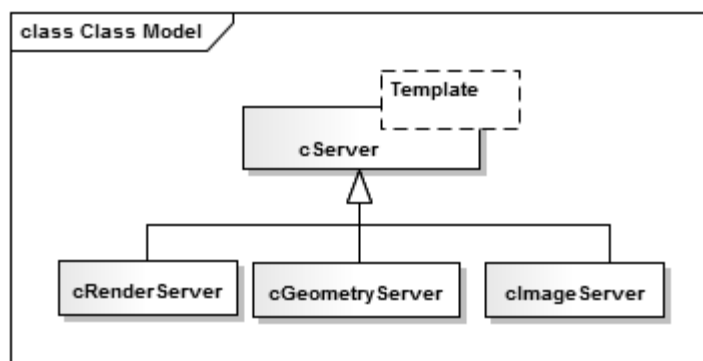 class Class Model
Template
cServer
cRenderServer
cGeometryServer
cImageServer